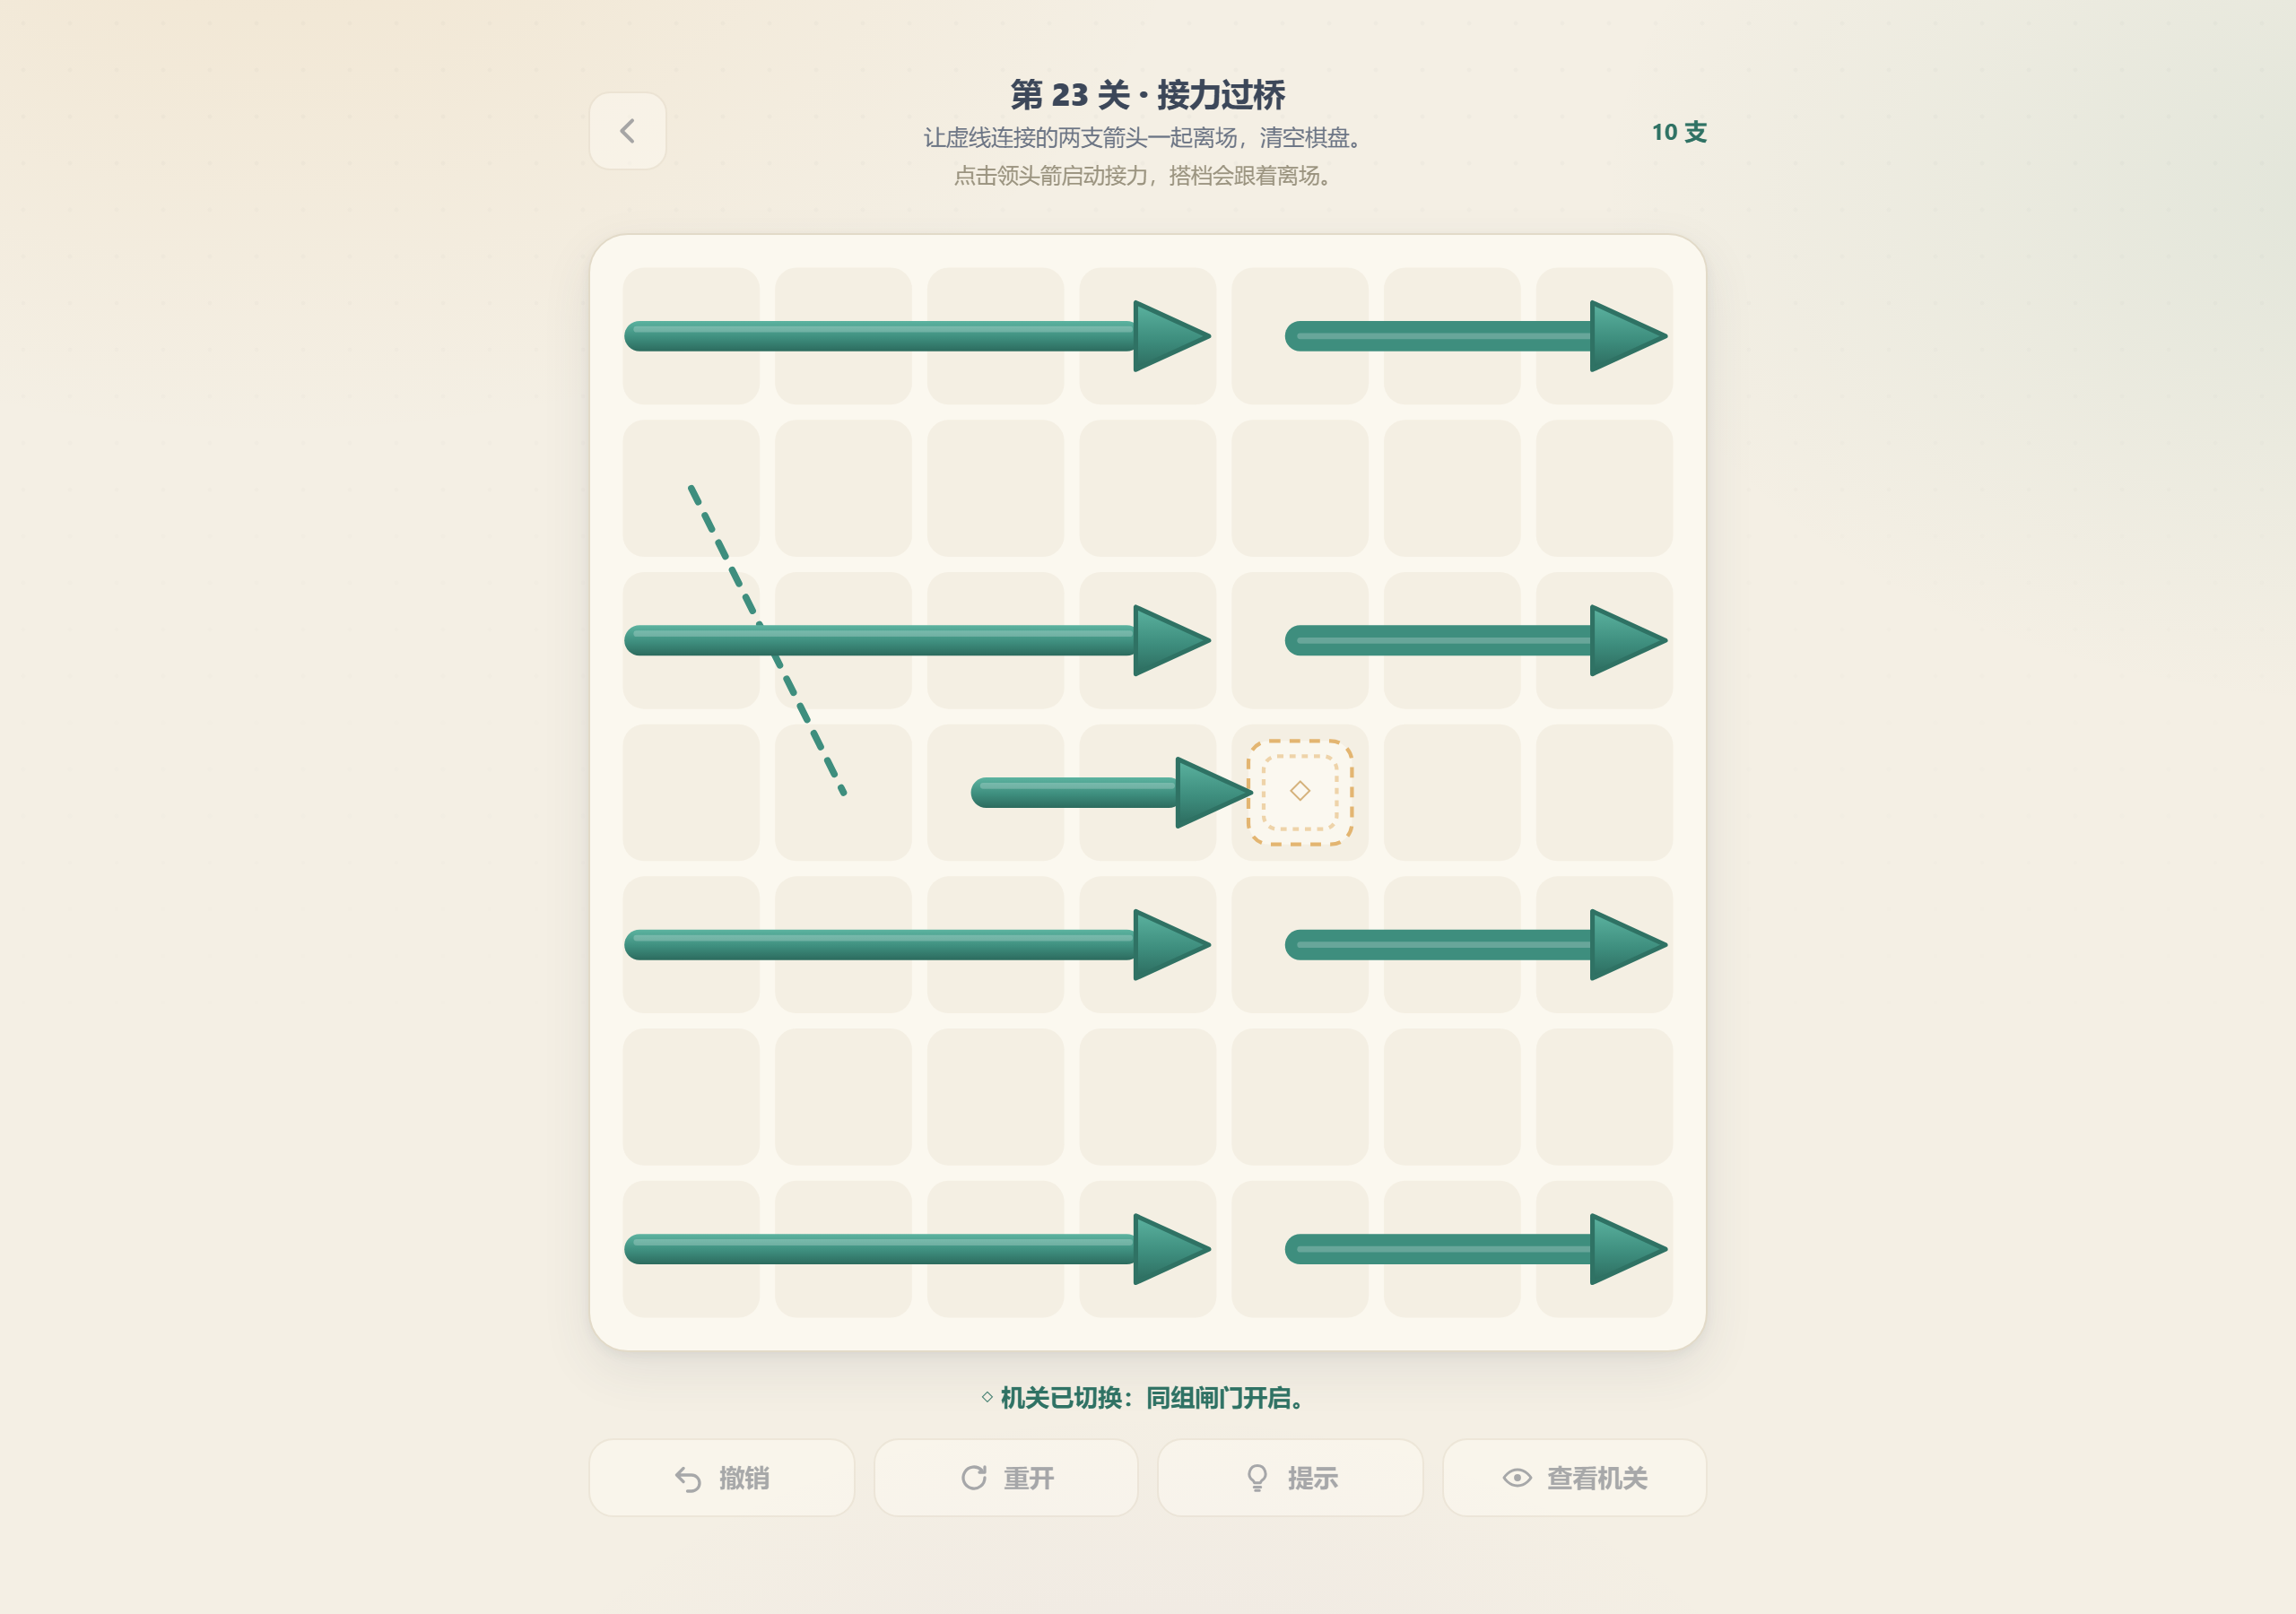 第 23 关 · 接力过桥
让虚线连接的两支箭头一起离场，清空棋盘。
点击领头箭启动接力，搭档会跟着离场。
10 支
◇ 机关已切换：同组闸门开启。
撤销
重开
提示
查看机关